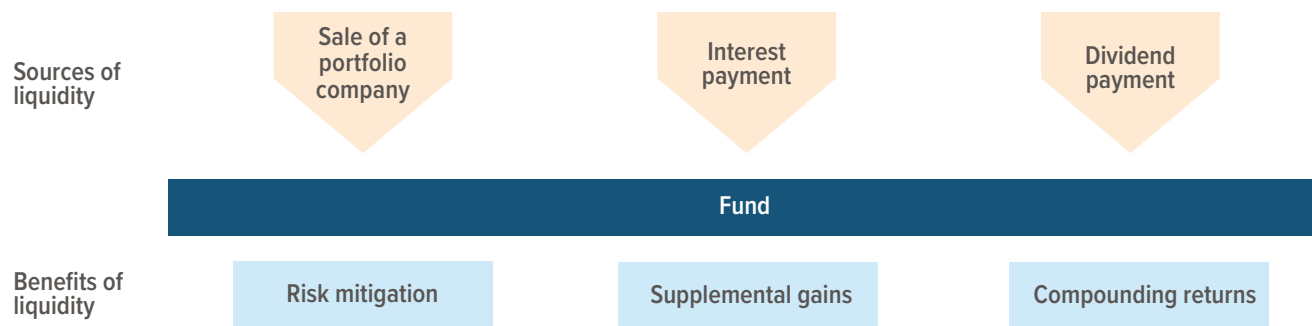 Sources of
liquidity
Sale of a
portfolio
company
Interest
payment
Dividend
payment
Fund
Benefits of
liquidity
Risk mitigation
Supplemental gains
Compounding returns